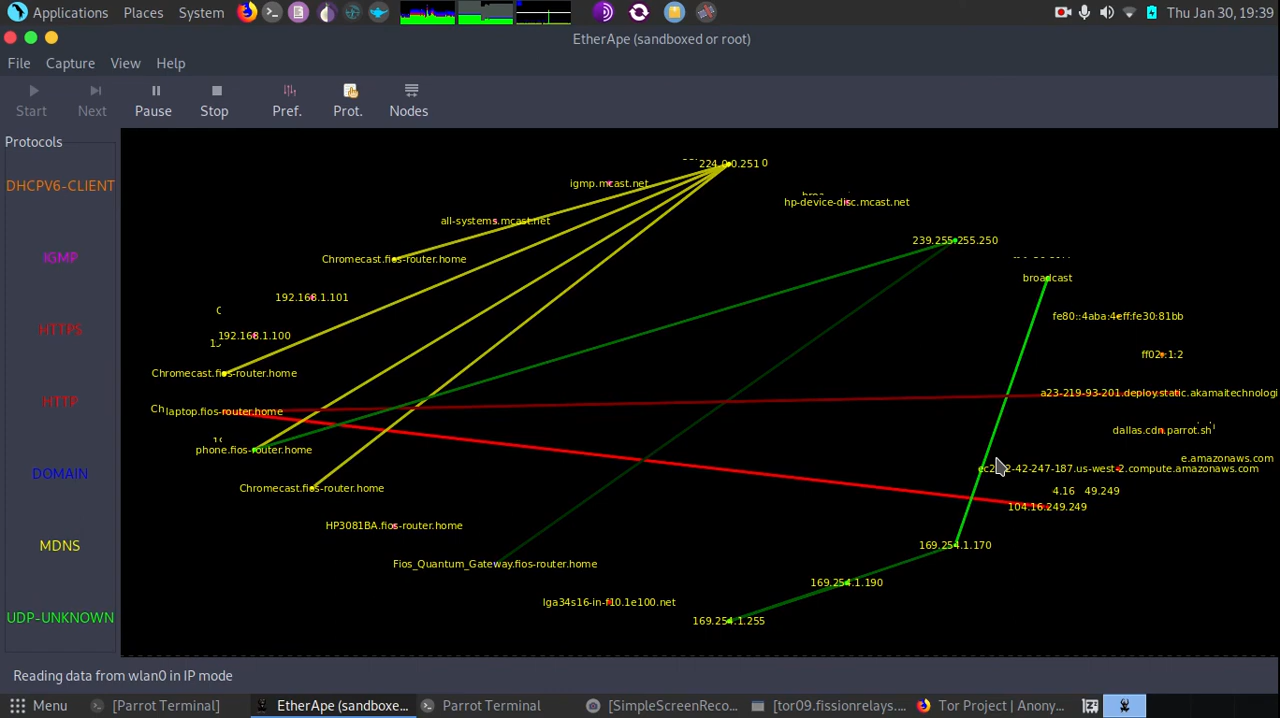 Applications Places System Thu Jan 30, 19:39
EtherApe (sandboxed or root)
File Capture View Help
Start Next Pause Stop Pref. Prot. Nodes
Protocols
DHCPV6-CLIENT
IGMP
HTTPS
HTTP
DOMAIN
MDNS
UDP-UNKNOWN
224.0.0.251
igmp.mcast.net
hp-device-disc.mcast.net
all-systems.mcast.net
239.255.255.250
Chromecast.fios-router.home
broadcast
192.168.1.101
fe80::4aba:4eff:fe30:81bb
192.168.1.100
ff02::1:2
Chromecast.fios-router.home
a23-219-93-201.deploy.static.akamaitechnologi
laptop.fios-router.home
dallas.cdn.parrot.sh
phone.fios-router.home
e.amazonaws.com
.us-west-2.compute.amazonaws.com
Chromecast.fios-router.home
4.16 49.249
104.16.249.249
HP3081BA.fios-router.home
169.254.1.170
Fios_Quantum_Gateway.fios-router.home
169.254.1.190
lga34s16-in-f10.1e100.net
169.254.1.255
Reading data from wlan0 in IP mode
Menu [Parrot Terminal] EtherApe (sandboxe... Parrot Terminal [SimpleScreenReco... [tor09.fissionrelays.... Tor Project | Anony...